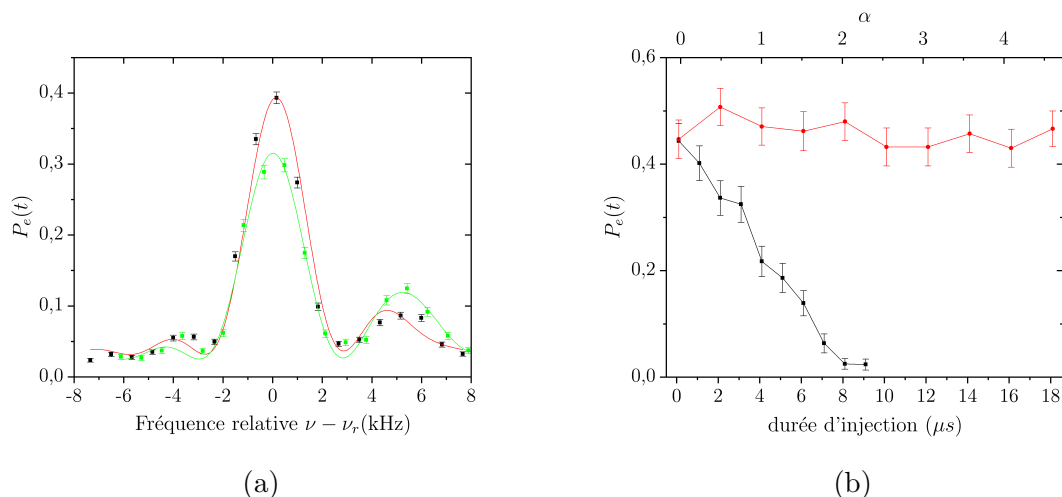 0,4
0,3
0,2
0,1
0,0
P_e(t)
-8 -6 -4 -2 0 2 4 6 8
Fréquence relative ν − ν_r(kHz)
(a)
α
0 1 2 3 4
0,6
0,4
0,2
0,0
P_e(t)
0 2 4 6 8 10 12 14 16 18
durée d'injection (μs)
(b)